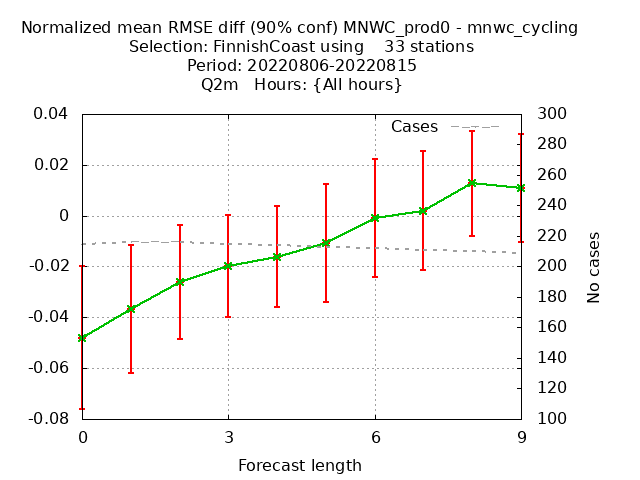 Normalized mean RMSE diff (90% conf) MNWC_prod0 - mnwc_cycling
Selection: FinnishCoast using    33 stations
Period: 20220806-20220815
Q2m   Hours: {All hours}
Cases
0.04
0.02
0
-0.02
-0.04
-0.06
-0.08
300
280
260
240
220
200
180
160
140
120
100
No cases
0 3 6 9
Forecast length